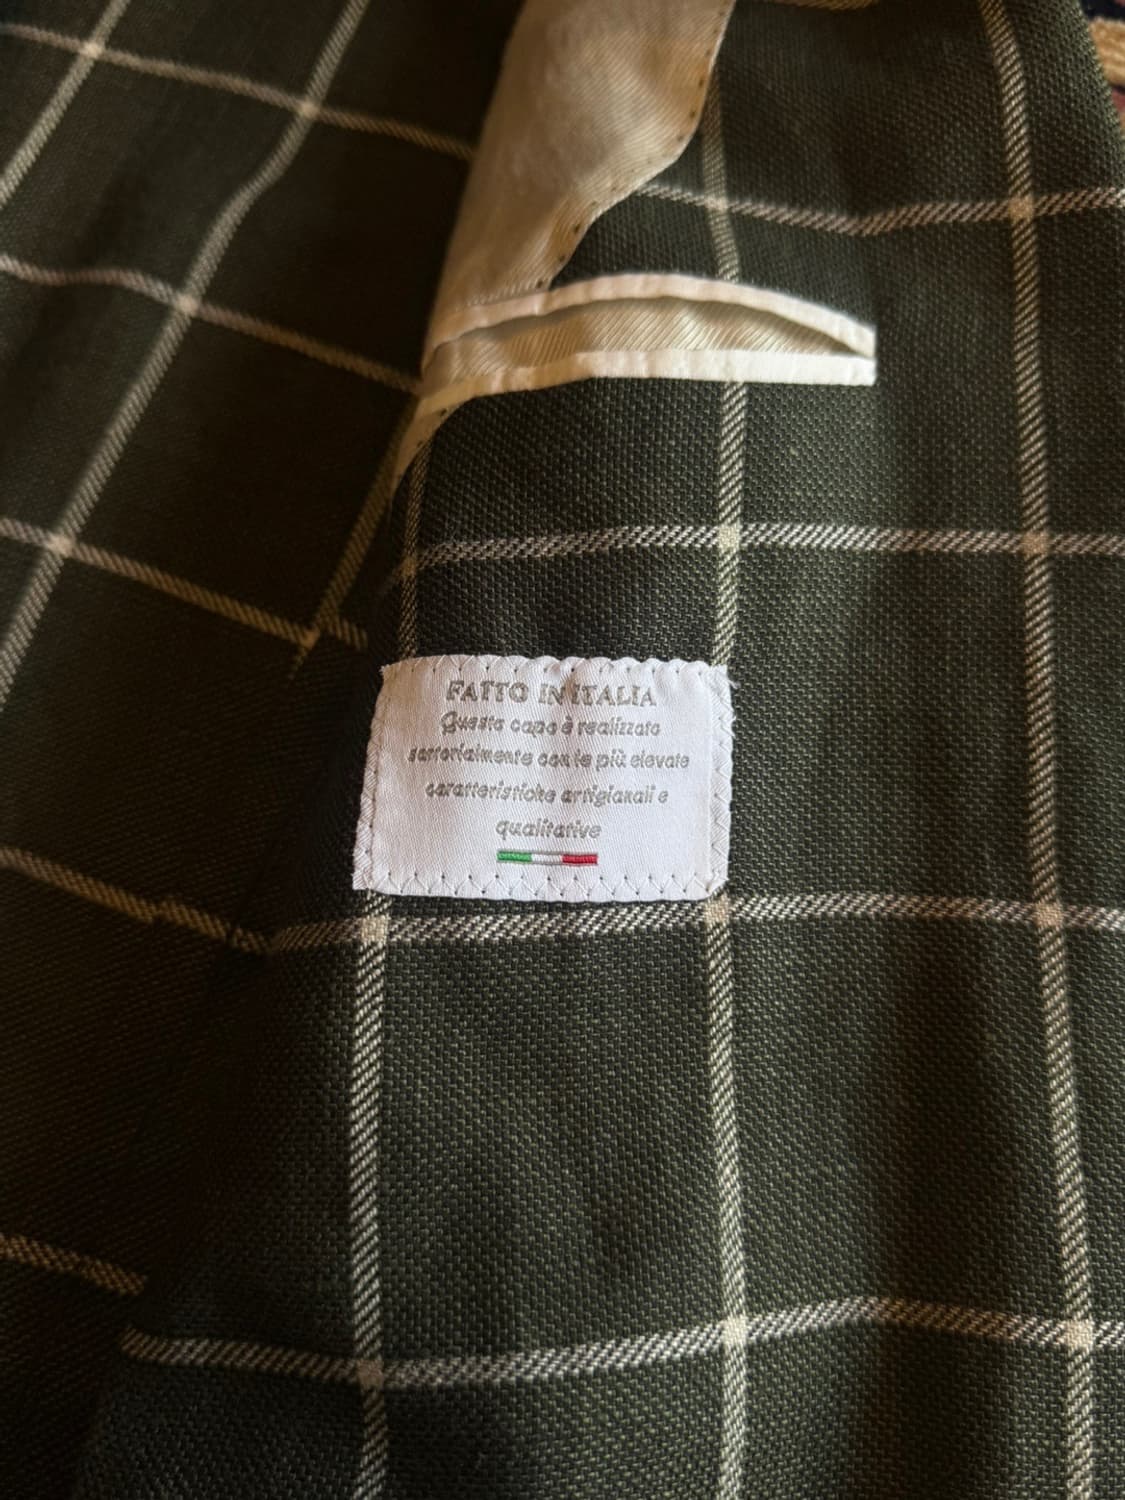 FATTO IN ITALIA
Questo capo è realizzato
sartorialmente con le più elevate
caratteristiche artigianali e
qualitative